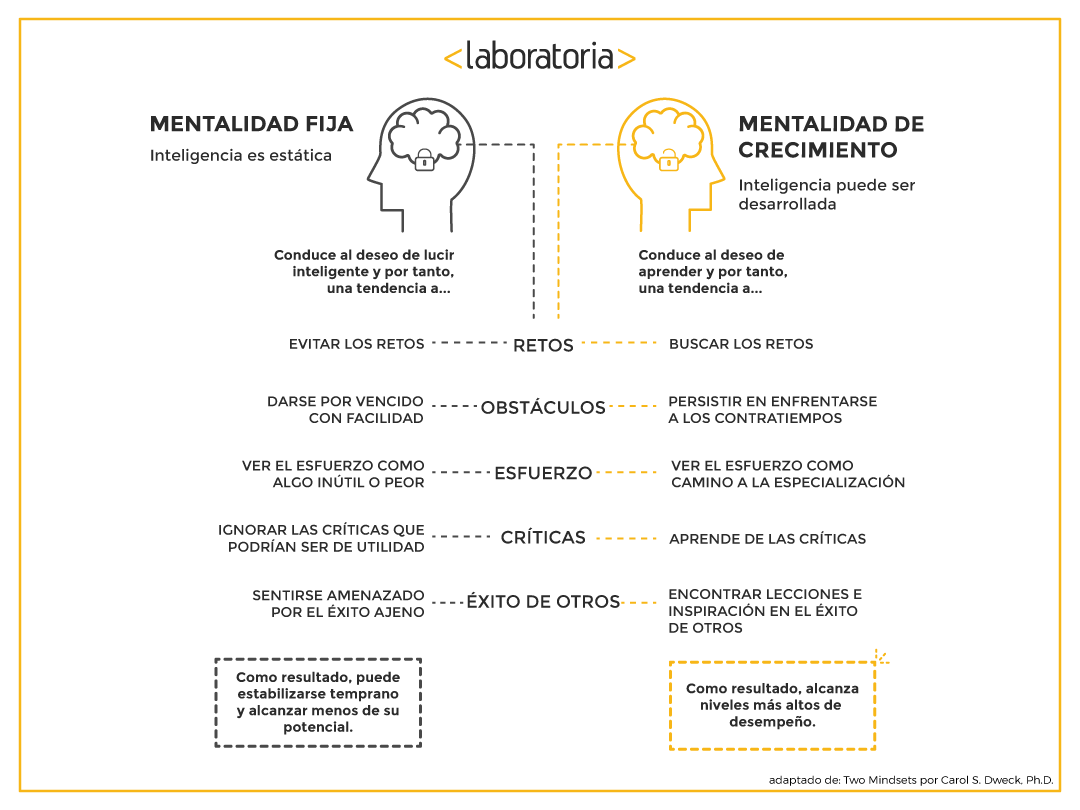 <laboratoria>
MENTALIDAD FIJA
Inteligencia es estática
MENTALIDAD DE
CRECIMIENTO
Inteligencia puede ser
desarrollada
Conduce al deseo de lucir
inteligente y por tanto,
una tendencia a...
Conduce al deseo de
aprender y por tanto,
una tendencia a...
EVITAR LOS RETOS
RETOS
BUSCAR LOS RETOS
DARSE POR VENCIDO
CON FACILIDAD
OBSTÁCULOS
PERSISTIR EN ENFRENTARSE
A LOS CONTRATIEMPOS
VER EL ESFUERZO COMO
ALGO INÚTIL O PEOR
ESFUERZO
VER EL ESFUERZO COMO
CAMINO A LA ESPECIALIZACIÓN
IGNORAR LAS CRÍTICAS QUE
PODRÍAN SER DE UTILIDAD
CRÍTICAS
APRENDE DE LAS CRÍTICAS
SENTIRSE AMENAZADO
POR EL ÉXITO AJENO
ÉXITO DE OTROS
ENCONTRAR LECCIONES E
INSPIRACIÓN EN EL ÉXITO
DE OTROS
Como resultado, puede
estabilizarse temprano
y alcanzar menos de su
potencial.
Como resultado, alcanza
niveles más altos de
desempeño.
adaptado de: Two Mindsets por Carol S. Dweck, Ph.D.